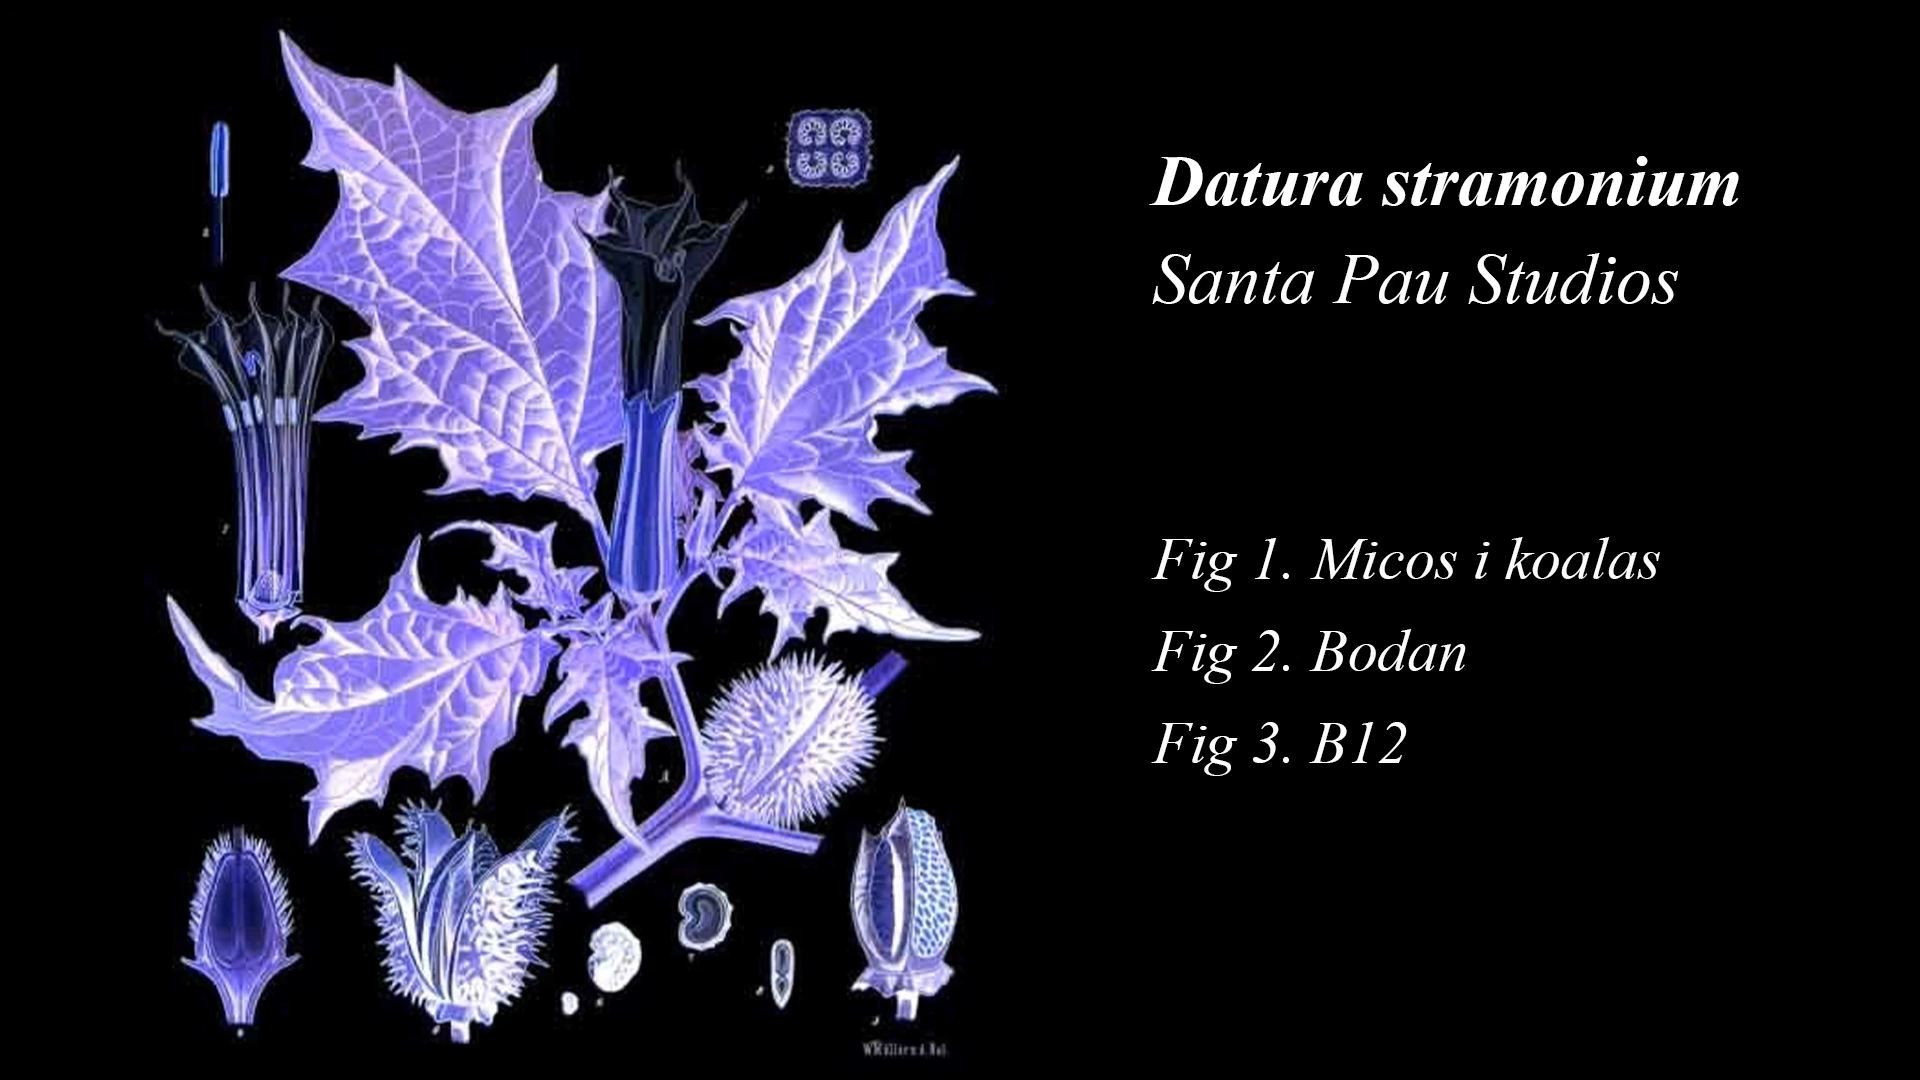 Datura stramonium
Santa Pau Studios
Fig 1. Micos i koalas
Fig 2. Bodan
Fig 3. B12